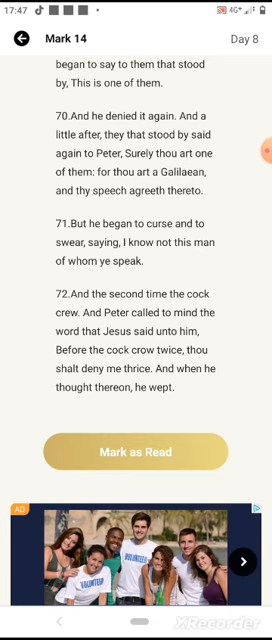 17:47
4G+
Mark 14
Day 8
began to say to them that stood
by, This is one of them.
70.And he denied it again. And a
little after, they that stood by said
again to Peter, Surely thou art one
of them: for thou art a Galilaean,
and thy speech agreeth thereto.
71.But he began to curse and to
swear, saying, I know not this man
of whom ye speak.
72.And the second time the cock
crew. And Peter called to mind the
word that Jesus said unto him,
Before the cock crow twice, thou
shalt deny me thrice. And when he
thought thereon, he wept.
Mark as Read
AD
VOLUNTEER
VOLUNTEER
VOLUNTEER
XRecorder